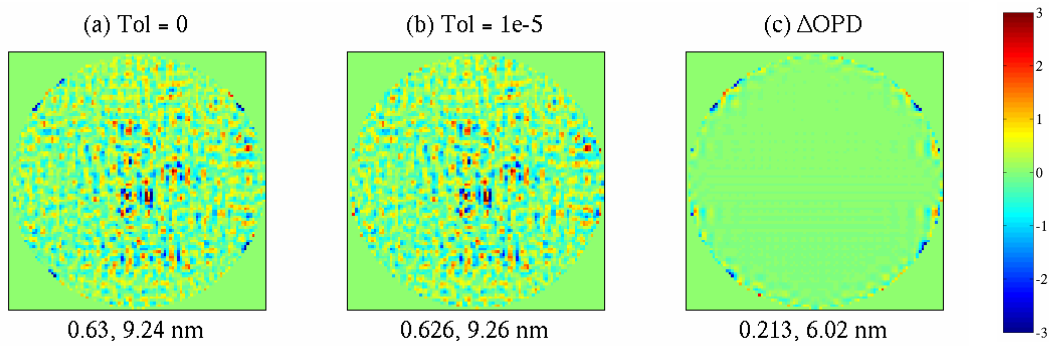 (a) Tol = 0
(b) Tol = 1e-5
(c) ΔOPD
3
2
1
0
-1
-2
-3
0.63, 9.24 nm
0.626, 9.26 nm
0.213, 6.02 nm